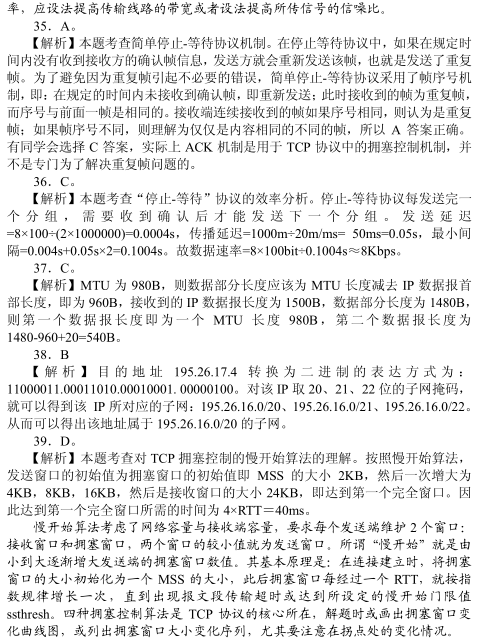 率，应设法提高传输线路的带宽或者设法提高所传信号的信噪比。
35．A。
【解析】本题考查简单停止-等待协议机制。在停止等待协议中，如果在规定时
间内没有收到接收方的确认帧信息，发送方就会重新发送该帧，也就是发送了重复
帧。为了避免因为重复帧引起不必要的错误，简单停止-等待协议采用了帧序号机
制，即：在规定的时间内未接收到确认帧，即重新发送；此时接收到的帧为重复帧，
而序号与前面一帧是相同的。接收端连续接收到的帧如果序号相同，则认为是重复
帧；如果帧序号不同，则理解为仅仅是内容相同的不同的帧，所以 A 答案正确。
有同学会选择 C 答案，实际上 ACK 机制是用于 TCP 协议中的拥塞控制机制，并
不是专门为了解决重复帧问题的。
36．C。
【解析】本题考查“停止-等待”协议的效率分析。停止-等待协议每发送完一
个分组，需要收到确认后才能发送下一个分组。发送延迟
=8×100÷(2×1000000)=0.0004s，传播延迟=1000m÷20m/ms= 50ms=0.05s，最小间
隔=0.004s+0.05s×2=0.1004s。故数据速率=8×100bit÷0.1004s≈8Kbps。
37．C。
【解析】MTU 为 980B，则数据部分长度应该为 MTU 长度减去 IP 数据报首
部长度，即为 960B，接收到的 IP 数据报长度为 1500B，数据部分长度为 1480B，
则第一个数据报长度即为一个 MTU 长度 980B，第二个数据报长度为
1480-960+20=540B。
38．B
【解析】目的地址 195.26.17.4 转换为二进制的表达方式为：
11000011.00011010.00010001. 00000100。对该 IP 取 20、21、22 位的子网掩码，
就可以得到该 IP 所对应的子网：195.26.16.0/20、195.26.16.0/21、195.26.16.0/22。
从而可以得出该地址属于 195.26.16.0/20 的子网。
39．D。
【解析】本题考查对 TCP 拥塞控制的慢开始算法的理解。按照慢开始算法，
发送窗口的初始值为拥塞窗口的初始值即 MSS 的大小 2KB，然后一次增大为
4KB，8KB，16KB，然后是接收窗口的大小 24KB，即达到第一个完全窗口。因
此达到第一个完全窗口所需的时间为 4×RTT＝40ms。
慢开始算法考虑了网络容量与接收端容量，要求每个发送端维护 2 个窗口：
接收窗口和拥塞窗口，两个窗口的较小值就为发送窗口。所谓“慢开始”就是由
小到大逐渐增大发送端的拥塞窗口数值。其基本原理是：在连接建立时，将拥塞
窗口的大小初始化为一个 MSS 的大小，此后拥塞窗口每经过一个 RTT，就按指
数规律增长一次，直到出现报文段传输超时或达到所设定的慢开始门限值
ssthresh。四种拥塞控制算法是 TCP 协议的核心所在，解题时或画出拥塞窗口变
化曲线图，或列出拥塞窗口大小变化序列，尤其要注意在拐点处的变化情况。